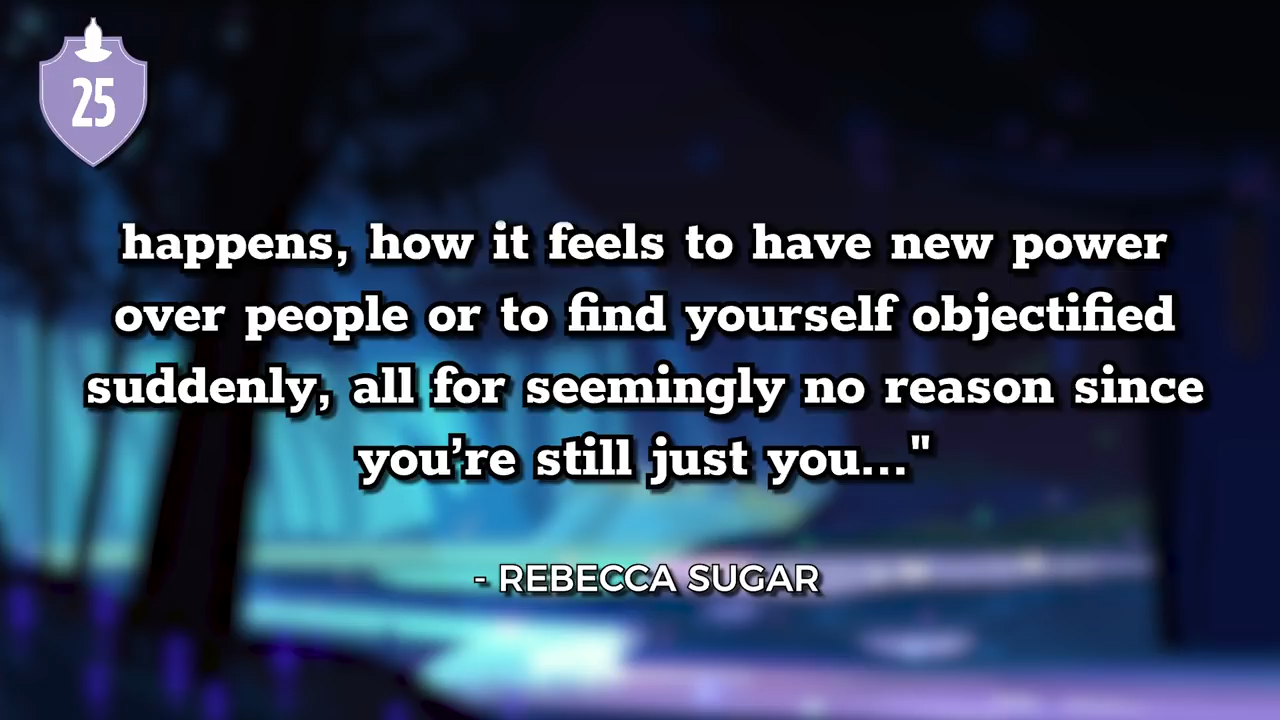 25
happens, how it feels to have new power
over people or to find yourself objectified
suddenly, all for seemingly no reason since
you're still just you..."
- REBECCA SUGAR